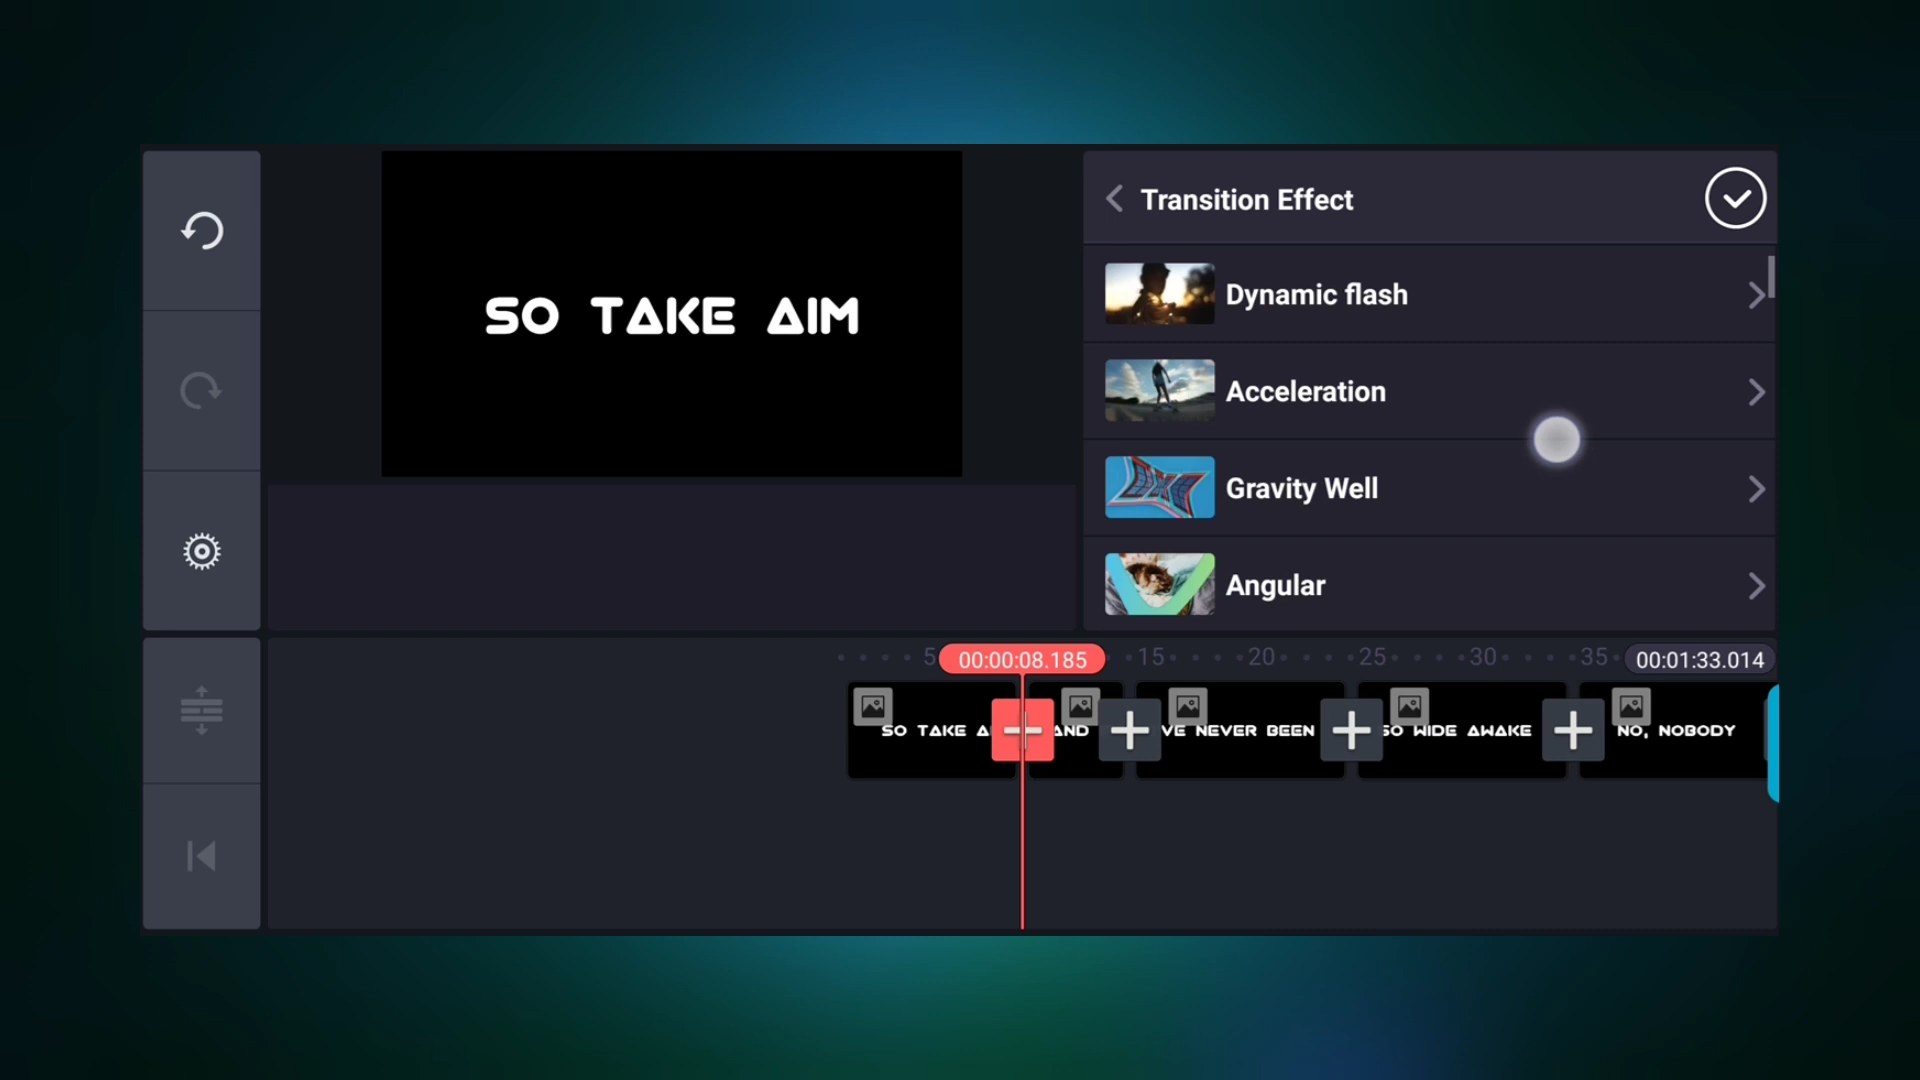 Transition Effect
SO TAKE AIM
Dynamic flash
Acceleration
Gravity Well
Angular
5 00:00:08.185 15 20 25 30 35 00:01:33.014
SO TAKE A AND VE NEVER BEEN SO WIDE AWAKE NO, NOBODY